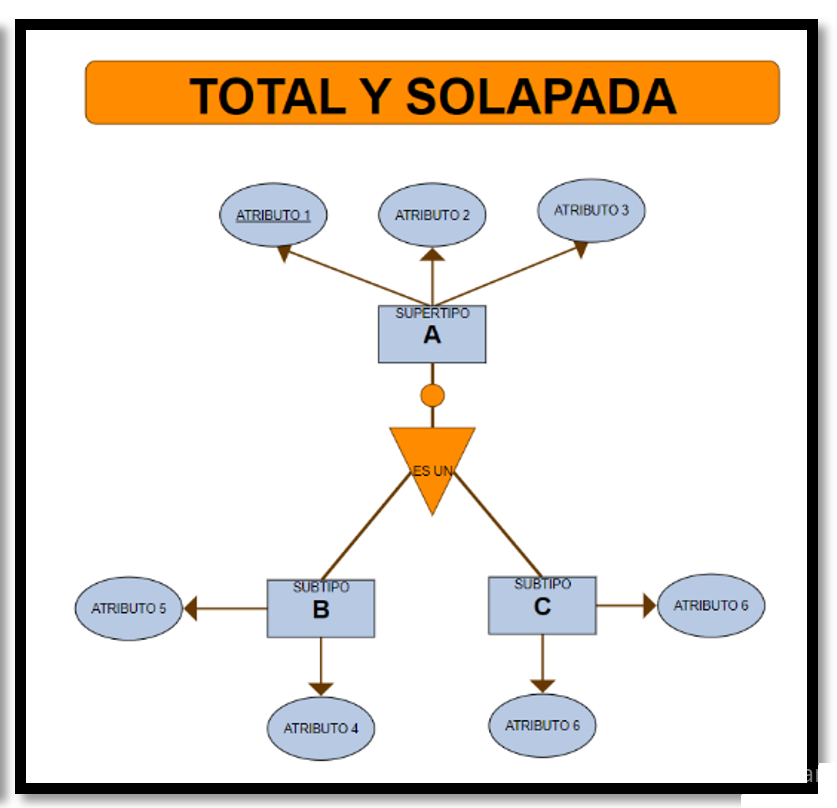 TOTAL Y SOLAPADA
ATRIBUTO 1
ATRIBUTO 2
ATRIBUTO 3
SUPERTIPO
A
ES UN
SUBTIPO
B
SUBTIPO
C
ATRIBUTO 5
ATRIBUTO 6
ATRIBUTO 4
ATRIBUTO 6